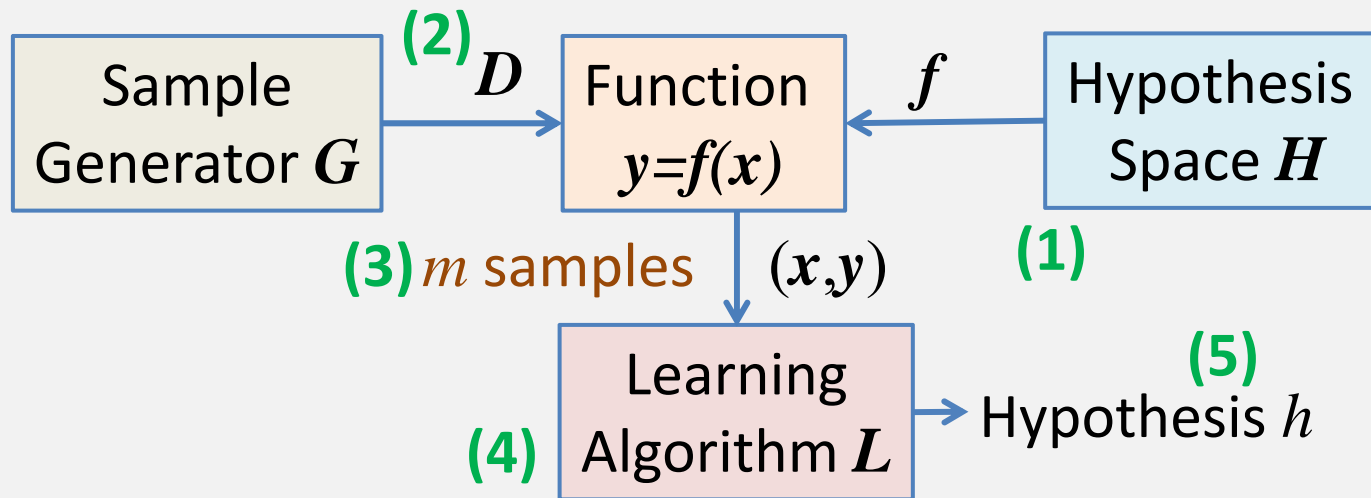 (2)
Sample
Generator G
D
Function
y=f(x)
f
Hypothesis
Space H
(1)
(3) m samples
(x,y)
Learning
Algorithm L
(4)
(5)
Hypothesis h